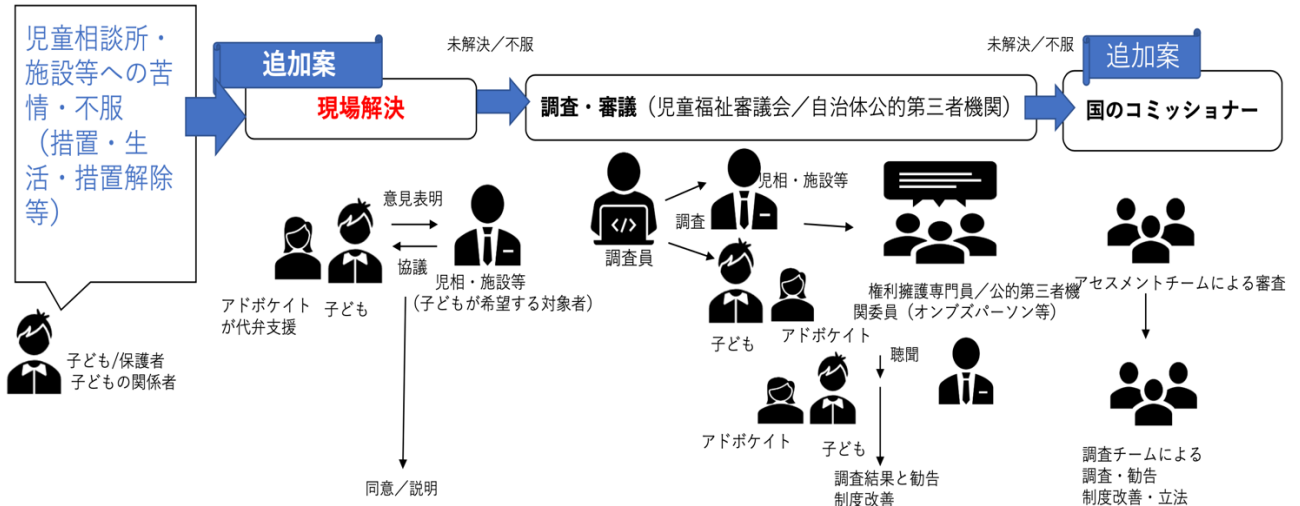 児童相談所・
施設等への苦
情・不服
（措置・生
活・措置解除
等）
子ども/保護者
子どもの関係者
追加案
現場解決
未解決／不服
調査・審議（児童福祉審議会／自治体公的第三者機関）
未解決／不服
追加案
国のコミッショナー
意見表明
協議
アドボケイト
が代弁支援
子ども
児相・施設等
（子どもが希望する対象者）
同意／説明
</>
調査員
調査
児相・施設等
子ども
アドボケイト
権利擁護専門員／公的第三者機
関委員（オンブズパーソン等）
聴聞
アドボケイト
子ども
調査結果と勧告
制度改善
アセスメントチームによる審査
調査チームによる
調査・勧告
制度改善・立法